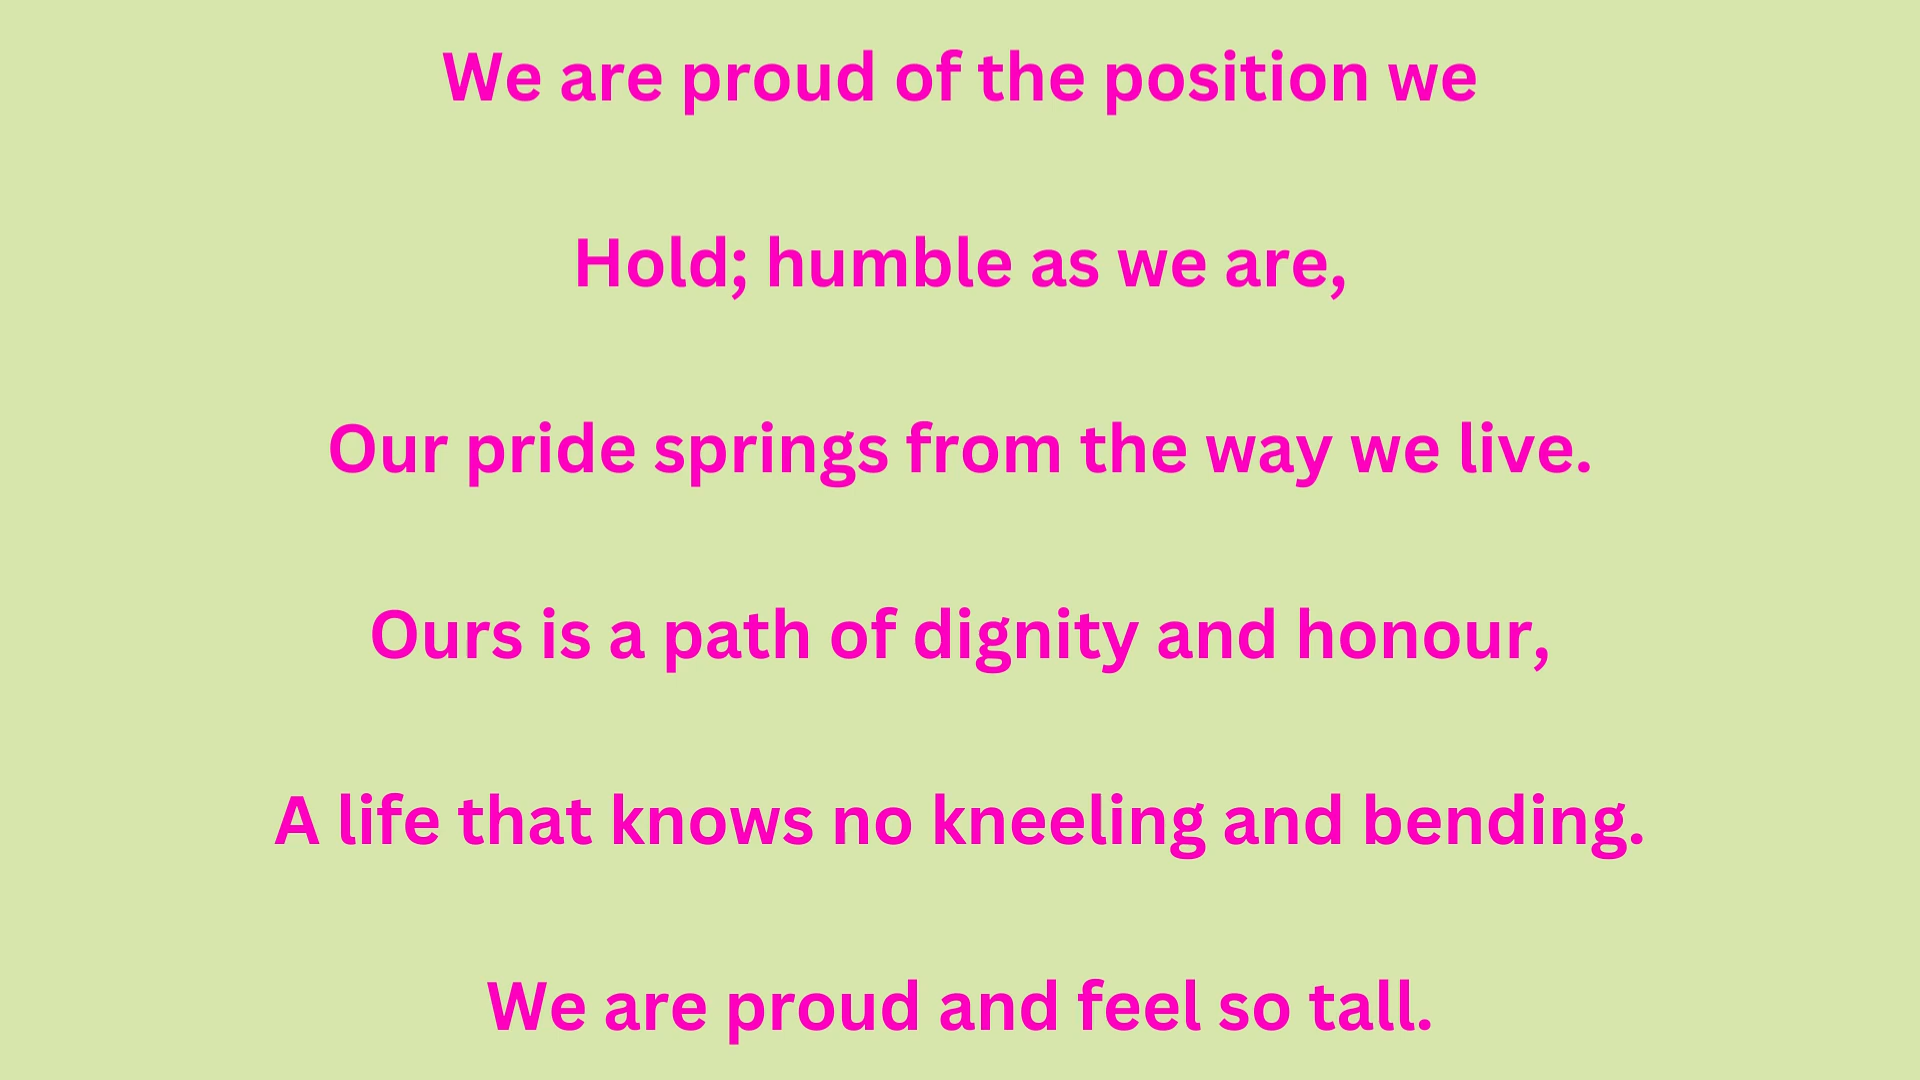 We are proud of the position we
Hold; humble as we are,
Our pride springs from the way we live.
Ours is a path of dignity and honour,
A life that knows no kneeling and bending.
We are proud and feel so tall.